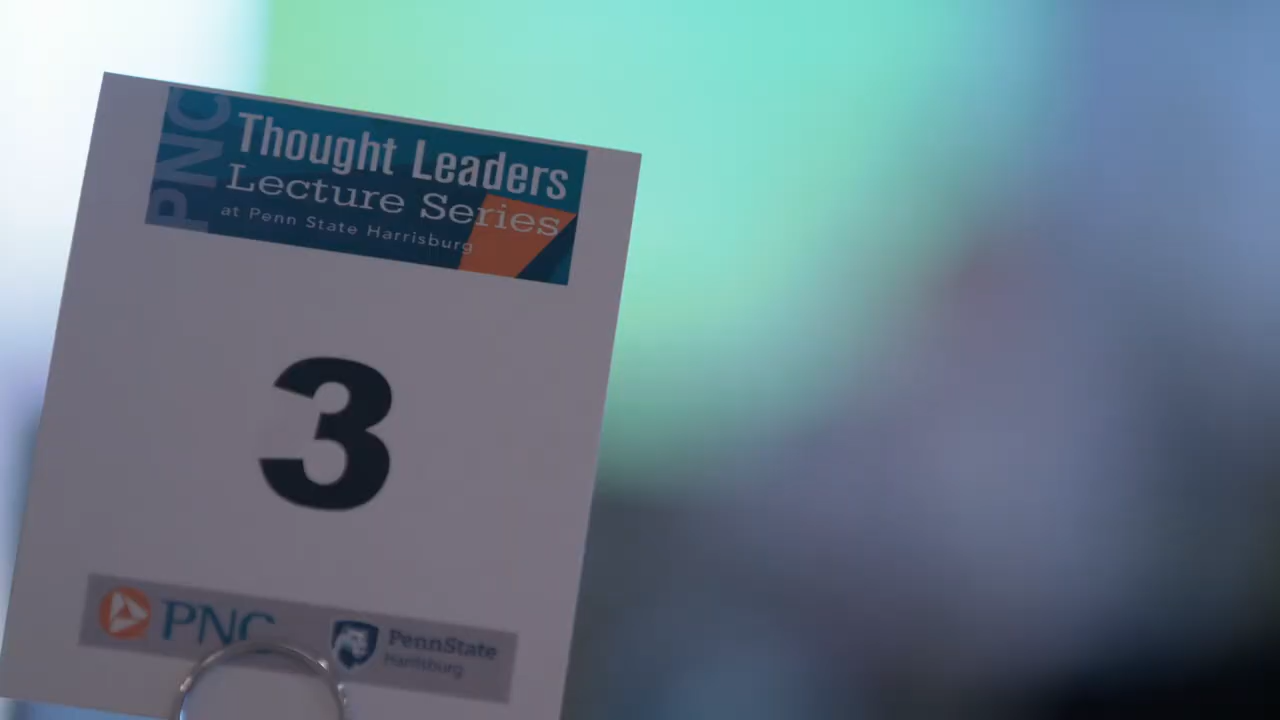 PNC
Thought Leaders
Lecture Series
at Penn State Harrisburg
3
PNC
PennState
Harrisburg